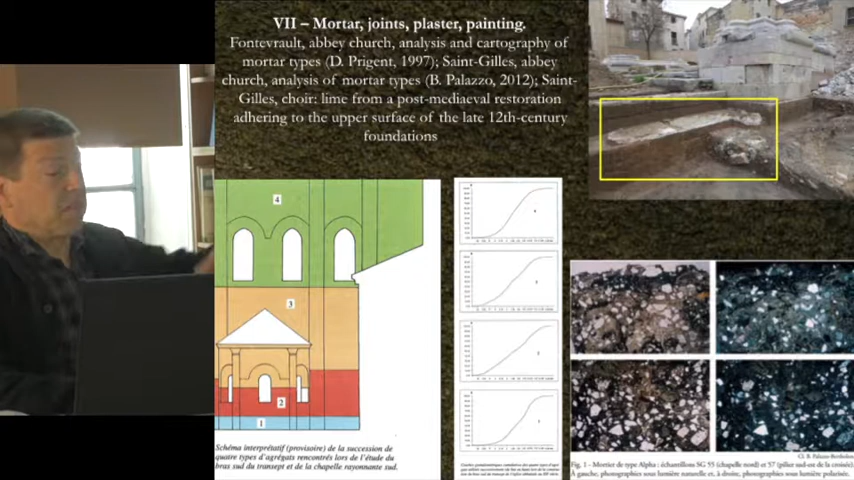 VII – Mortar, joints, plaster, painting.
Fontevrault, abbey church, analysis and cartography of
mortar types (D. Prigent, 1997); Saint-Gilles, abbey
church, analysis of mortar types (B. Palazzo, 2012); Saint-
Gilles, choir: lime from a post-mediaeval restoration
adhering to the upper surface of the late 12th-century
foundations
4
3
2
1
Schéma interprétatif (provisoire) de la succession de
quatre types d'agrégats rencontrés lors de l'étude du
bras sud du transept et de la chapelle rayonnante sud.
4
3
2
1
Cl. B. Palazzo-Bertholon
Fig. 1 - Mortier de type Alpha : échantillons SG 55 (chapelle nord) et 57 (pilier sud-est de la croisée).
À gauche, photographies sous lumière naturelle et, à droite, photographies sous lumière polarisée.